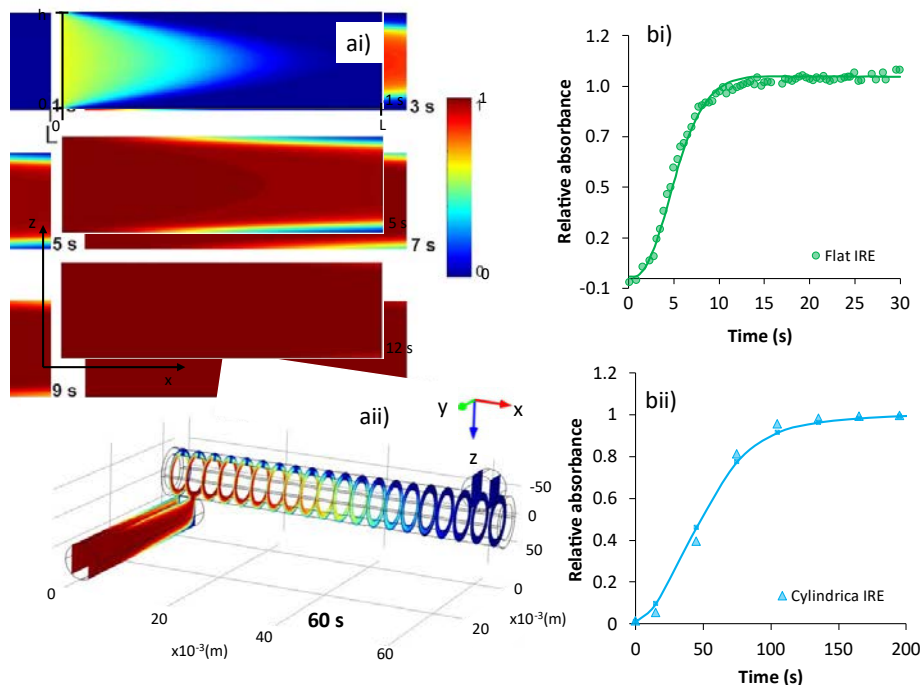 ai)
h
0
1 s
1 s
3 s
L
0
L
1
1
0
0
z
5 s
5 s
7 s
12 s
9 s
x
bi)
1.2
1.0
0.7
0.5
0.2
-0.1
0
5
10
15
20
25
30
Relative absorbance
Flat IRE
Time (s)
aii)
y
x
z
-50
0
50
0
20
40
60
0
20
x10⁻³(m)
x10⁻³(m)
60 s
bii)
1.2
1
0.8
0.6
0.4
0.2
0
0
50
100
150
200
Relative absorbance
Cylindrica IRE
Time (s)